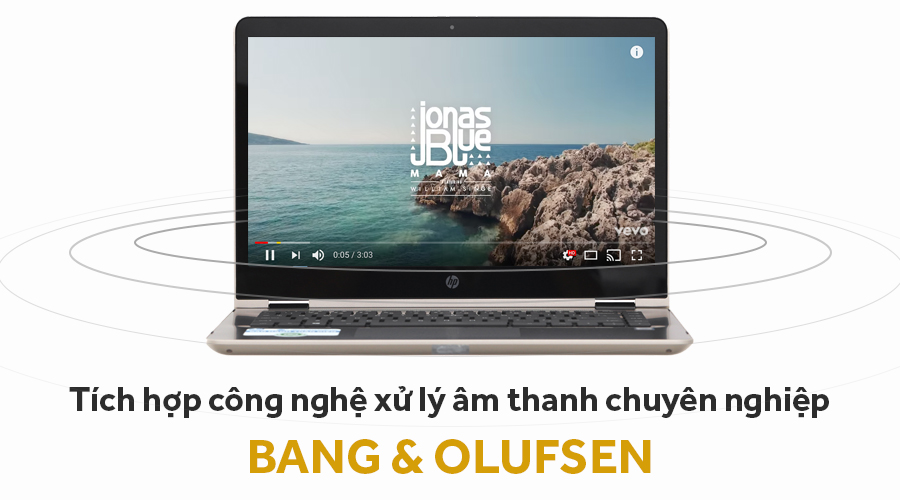 jonas
Blue
MAMA
WILLIAM SINGE
vevo
0:05 / 3:03
HD
hp
Tích hợp công nghệ xử lý âm thanh chuyên nghiệp
BANG & OLUFSEN